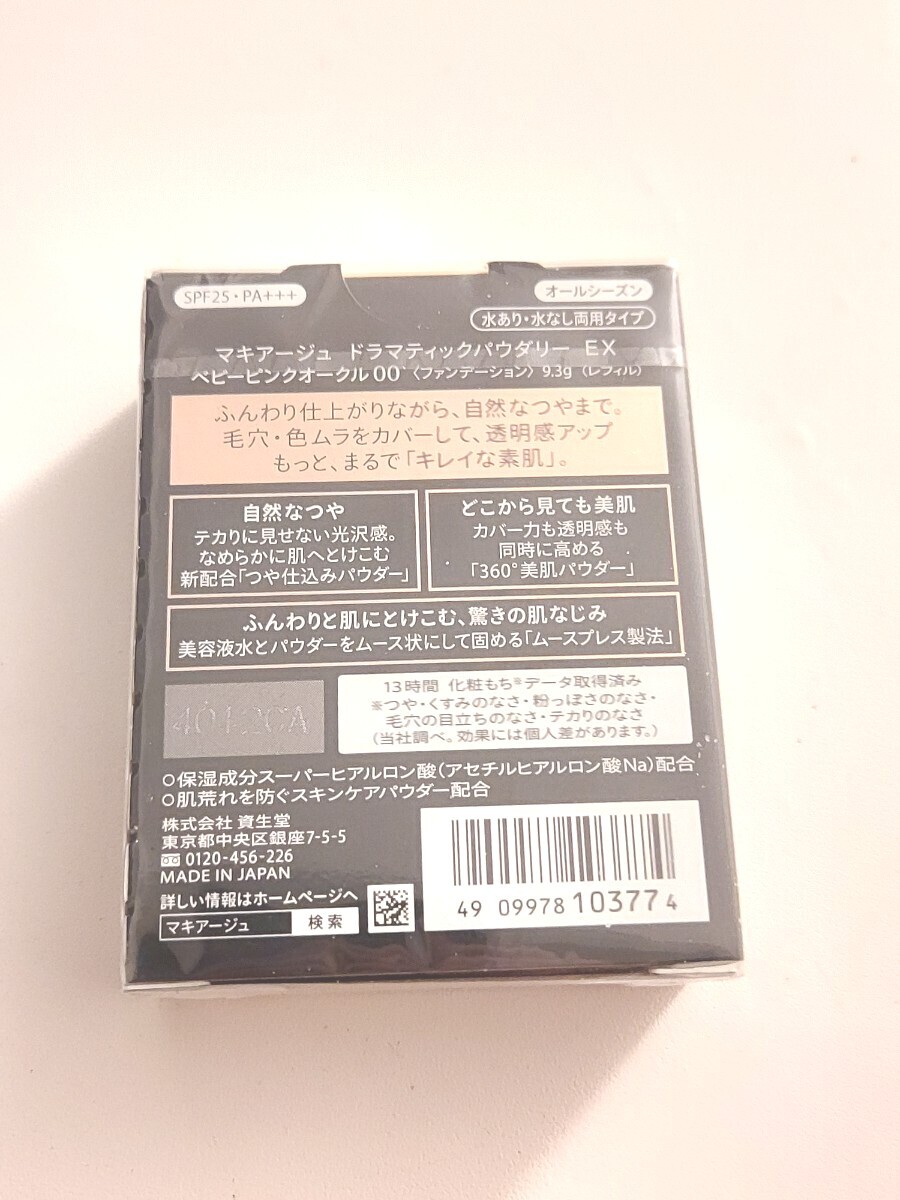 SPF25・PA+++
オールシーズン
水あり・水なし両用タイプ
マキアージュ ドラマティックパウダリー EX
ベビーピンクオークル00 〈ファンデーション〉 9.3g (レフィル)
ふんわり仕上がりながら、自然なつやまで。
毛穴・色ムラをカバーして、透明感アップ
もっと、まるで「キレイな素肌」。
自然なつや
テカりに見せない光沢感。
なめらかに肌へとけこむ
新配合「つや仕込みパウダー」
どこから見ても美肌
カバー力も透明感も
同時に高める
「360°美肌パウダー」
ふんわりと肌にとけこむ、驚きの肌なじみ
美容液水とパウダーをムース状にして固める「ムースプレス製法」
13時間 化粧もち※データ取得済み
※つや・くすみのなさ・粉っぽさのなさ・
毛穴の目立ちのなさ・テカりのなさ
(当社調べ。効果には個人差があります。)
○保湿成分スーパーヒアルロン酸(アセチルヒアルロン酸Na)配合
○肌荒れを防ぐスキンケアパウダー配合
株式会社 資生堂
東京都中央区銀座7-5-5
0120-456-226
MADE IN JAPAN
詳しい情報はホームページへ
マキアージュ 検索
49 09978 103774